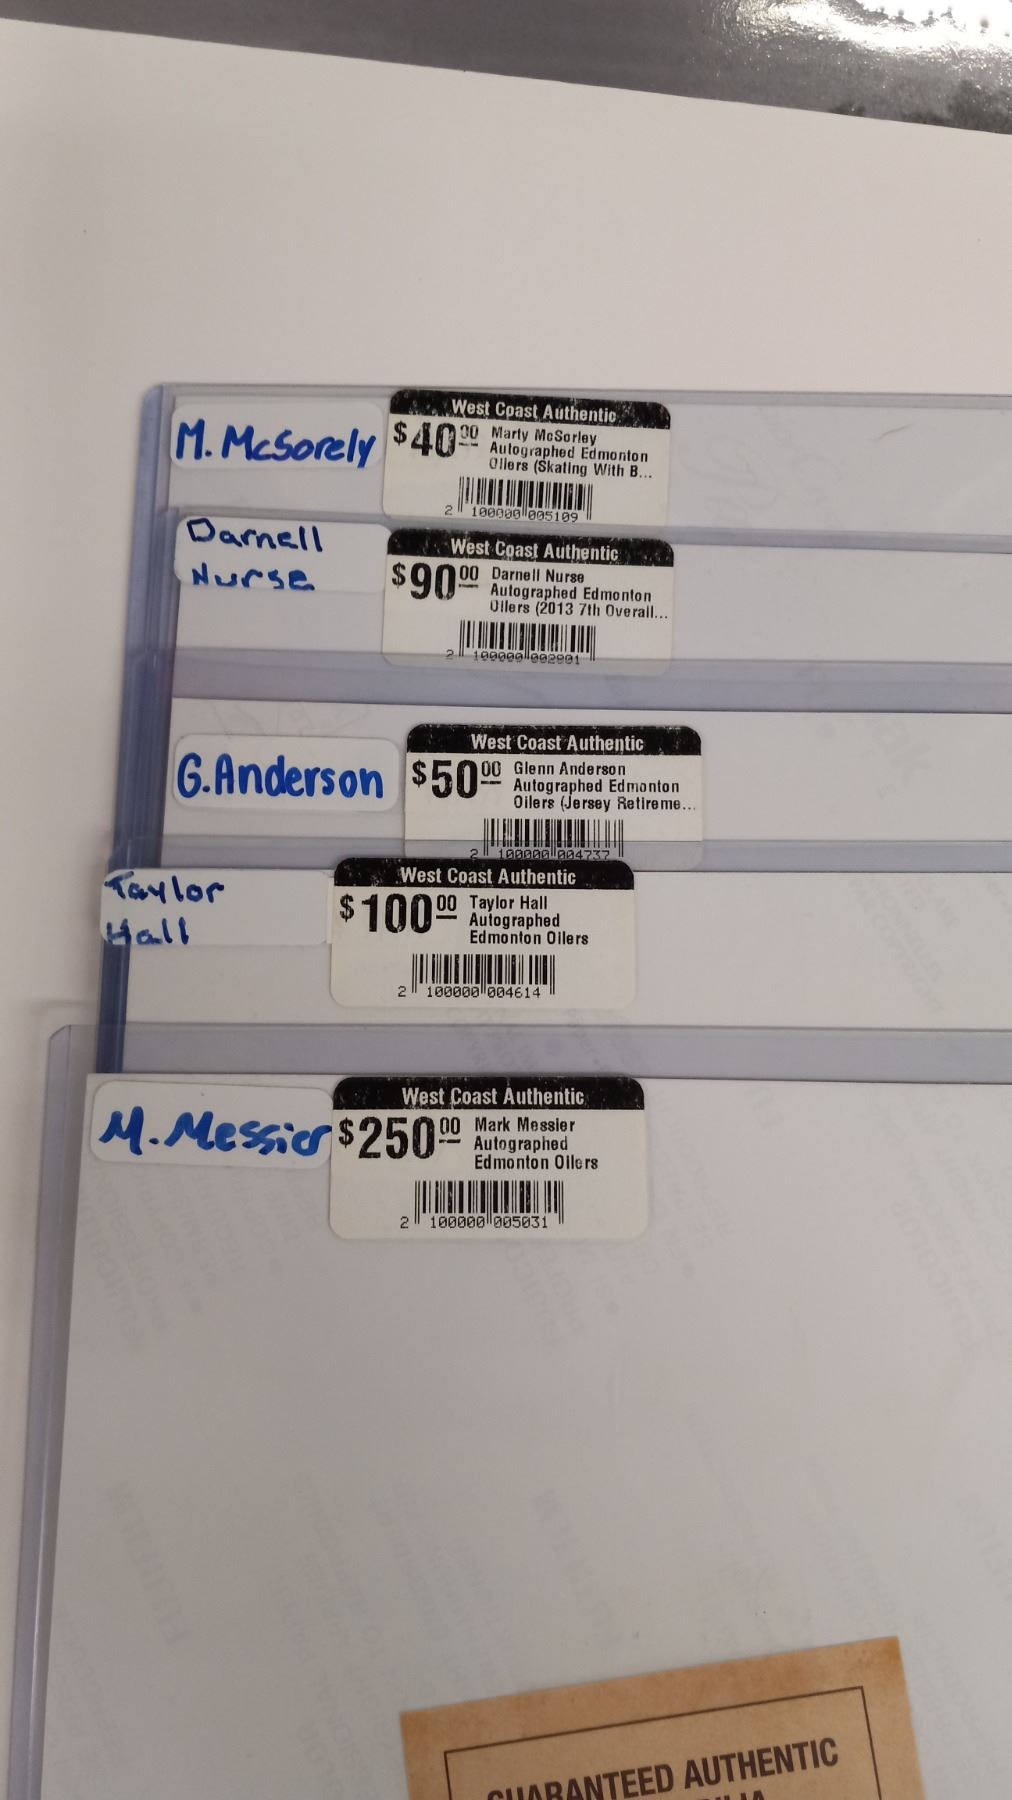 M. McSorely
West Coast Authentic
$40.00 Marty McSorley
Autographed Edmonton
Oilers (Skating With B...
2 100000 005109
Darnell
Nurse
West Coast Authentic
$90.00 Darnell Nurse
Autographed Edmonton
Oilers (2013 7th Overall...
2 100000 002901
G.Anderson
West Coast Authentic
$50.00 Glenn Anderson
Autographed Edmonton
Oilers (Jersey Retireme...
2 100000 004737
Taylor
Hall
West Coast Authentic
$100.00 Taylor Hall
Autographed
Edmonton Oilers
2 100000 004614
M. Messier
West Coast Authentic
$250.00 Mark Messier
Autographed
Edmonton Oilers
2 100000 005031
GUARANTEED AUTHENTIC